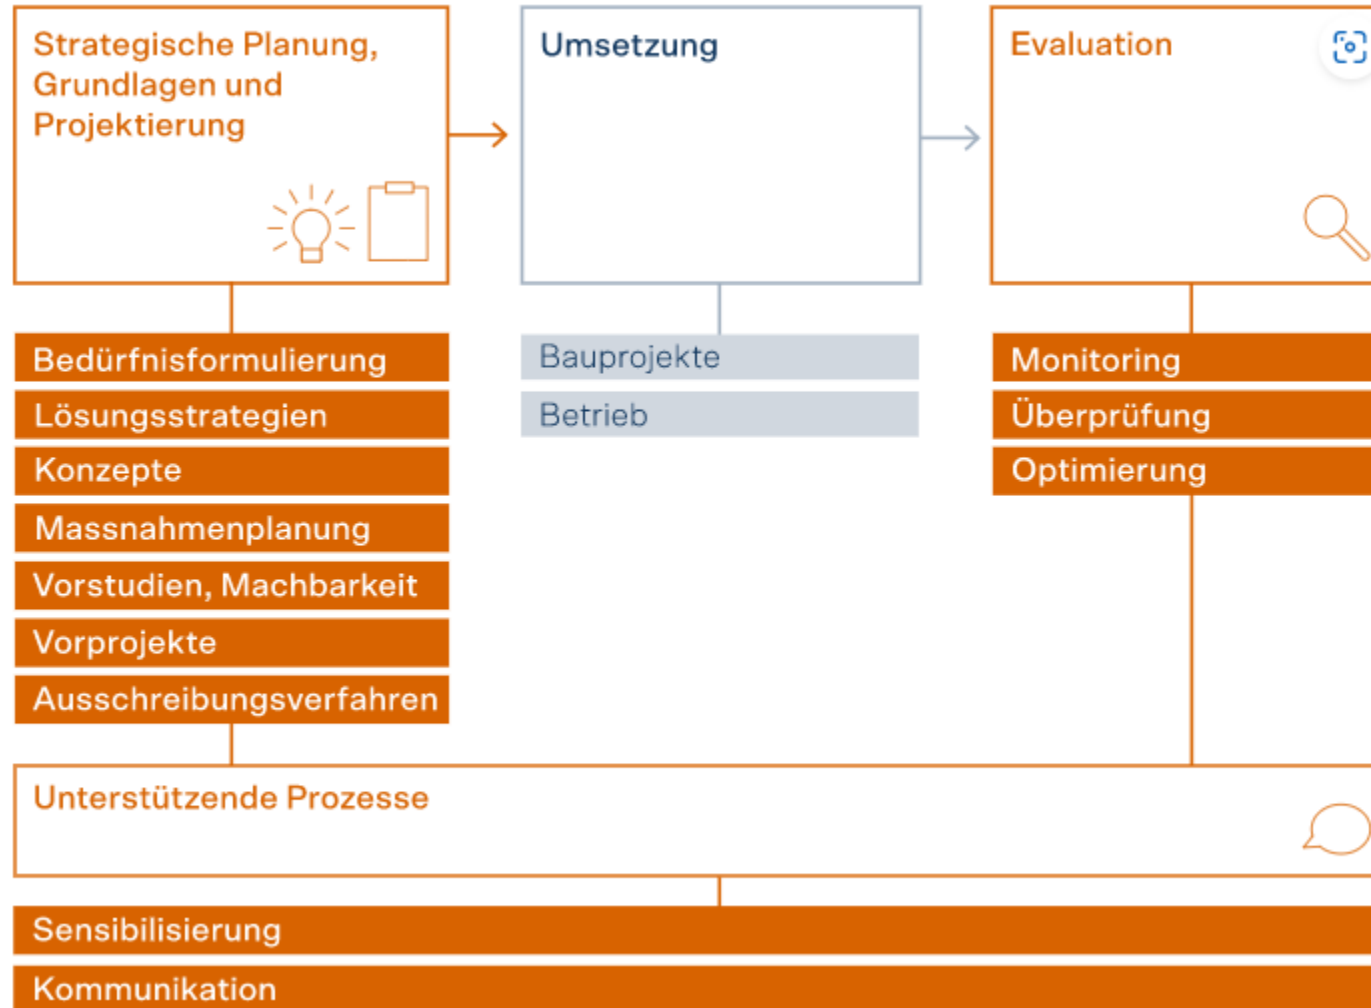 Strategische Planung,
Grundlagen und
Projektierung
Umsetzung
Evaluation
Bedürfnisformulierung
Lösungsstrategien
Konzepte
Massnahmenplanung
Vorstudien, Machbarkeit
Vorprojekte
Ausschreibungsverfahren
Bauprojekte
Betrieb
Monitoring
Überprüfung
Optimierung
Unterstützende Prozesse
Sensibilisierung
Kommunikation